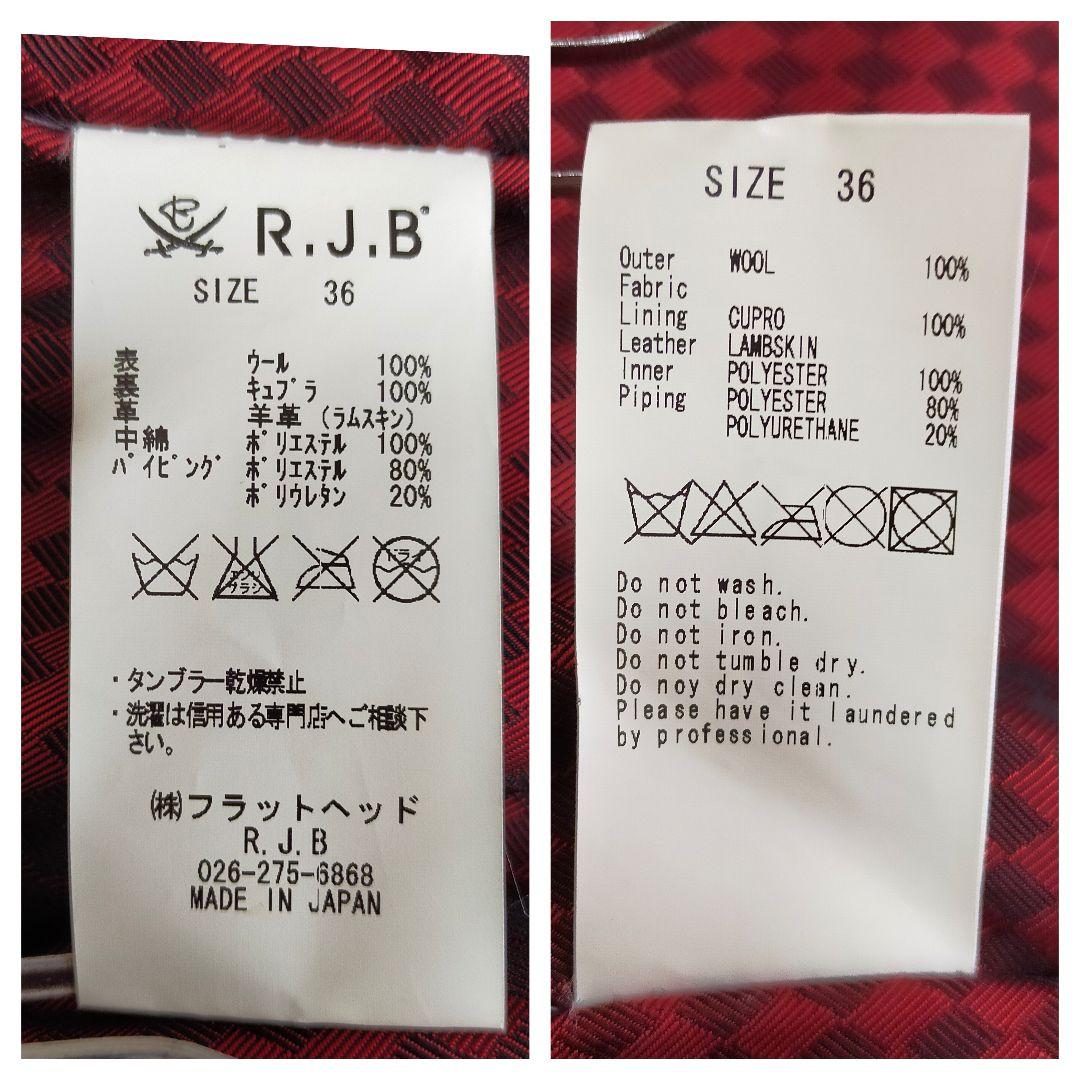 R.J.B
SIZE 36
表 ウール 100%
裏 キュプラ 100%
革 羊革 (ラムスキン)
中綿 ポリエステル 100%
パイピング ポリエステル 80%
ポリウレタン 20%
エンソ
サラシ
ドライ
・タンブラー乾燥禁止
・洗濯は信用ある専門店へご相談下
さい。
㈱フラットヘッド
R.J.B
026-275-6868
MADE IN JAPAN
SIZE 36
Outer WOOL 100%
Fabric
Lining CUPRO 100%
Leather LAMBSKIN
Inner POLYESTER 100%
Piping POLYESTER 80%
POLYURETHANE 20%
Do not wash.
Do not bleach.
Do not iron.
Do not tumble dry.
Do noy dry clean.
Please have it laundered
by professional.